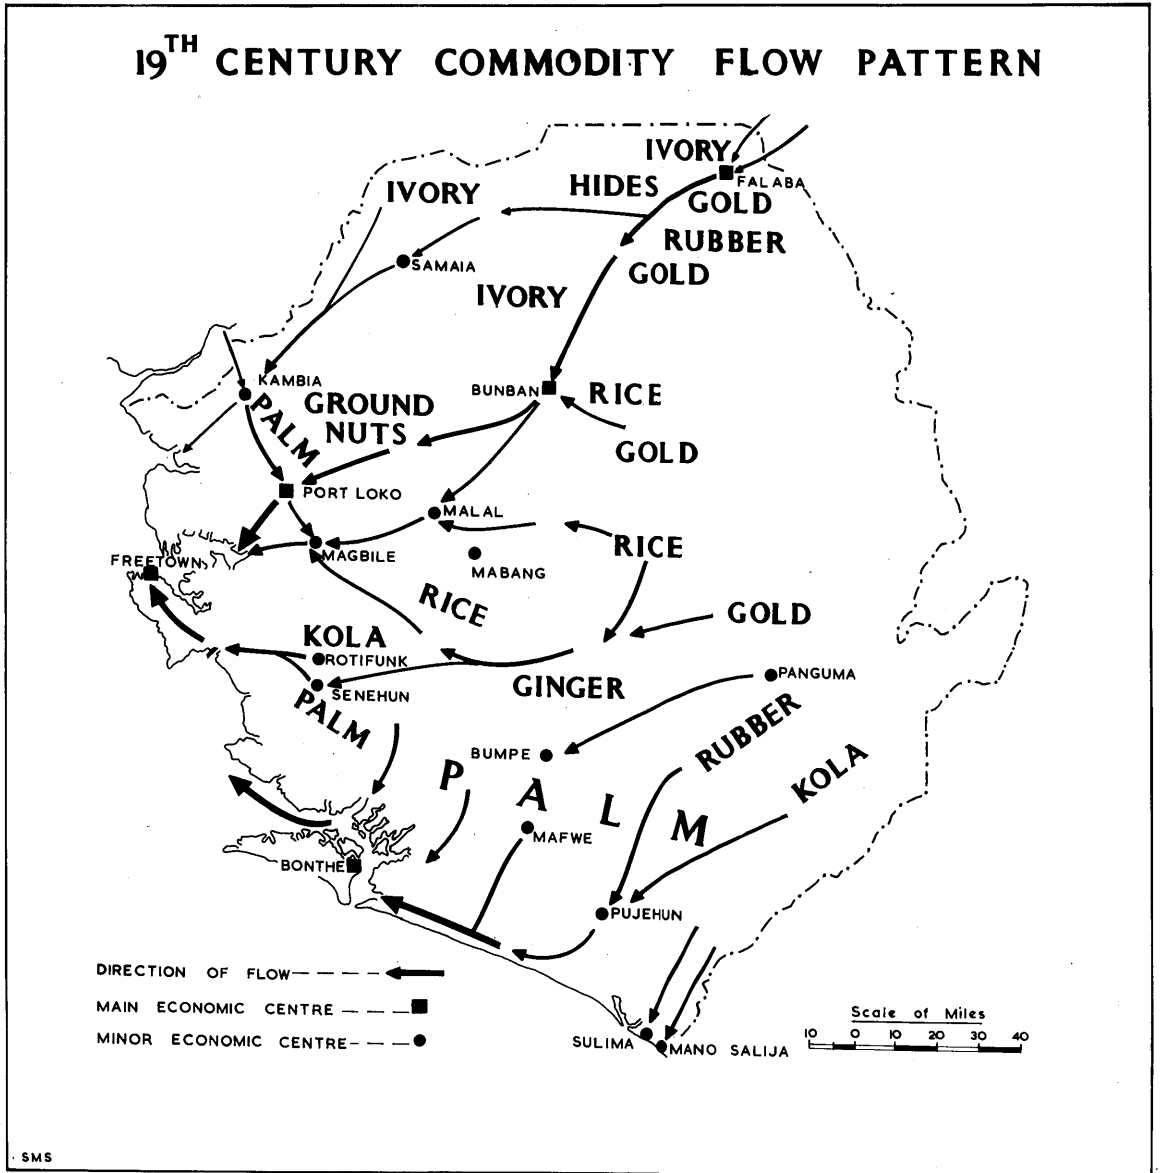 19TH CENTURY COMMODITY FLOW PATTERN
IVORY
FALABA
HIDES
IVORY
GOLD
RUBBER
SAMAIA
GOLD
IVORY
KAMBIA
BUNBAN
RICE
GROUND
NUTS
PALM
GOLD
PORT LOKO
MALAL
RICE
MAGBILE
FREETOWN
MABANG
RICE
GOLD
KOLA
ROTIFUNK
PANGUMA
GINGER
SENEHUN
PALM
RUBBER
BUMPE
KOLA
PALM
MAFWE
BONTHE
PUJEHUN
DIRECTION OF FLOW
MAIN ECONOMIC CENTRE
MINOR ECONOMIC CENTRE
SULIMA
MANO SALIJA
Scale of Miles
10 0 10 20 30 40
SMS